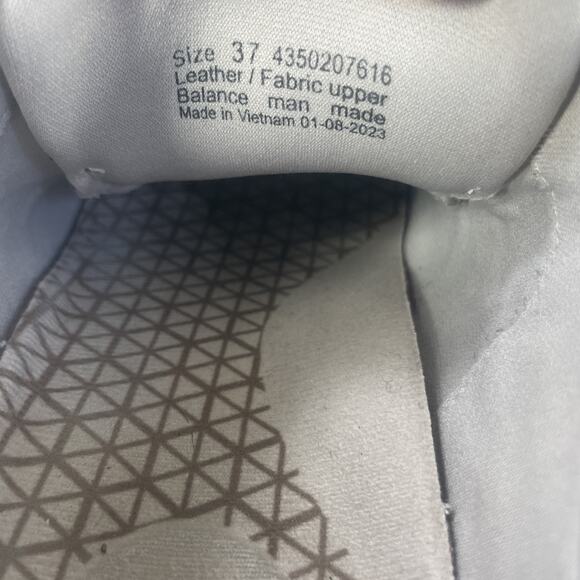 Size 37 4350207616
Leather / Fabric upper
Balance man made
Made in Vietnam 01-08-2023